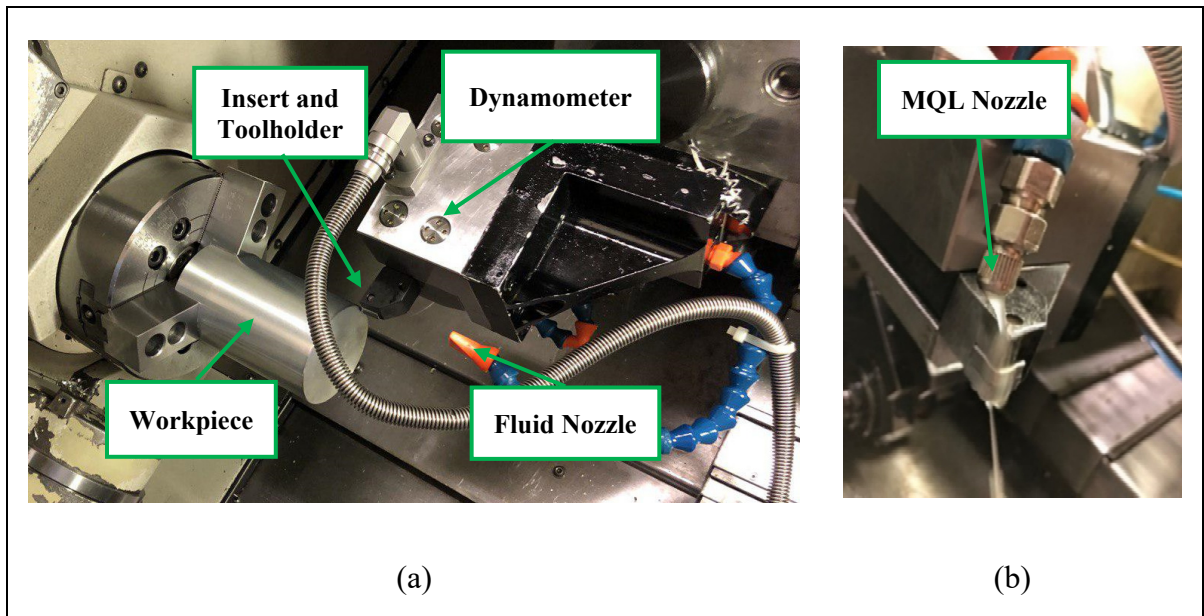 Insert and
Toolholder
Dynamometer
MQL Nozzle
Workpiece
Fluid Nozzle
(a)
(b)